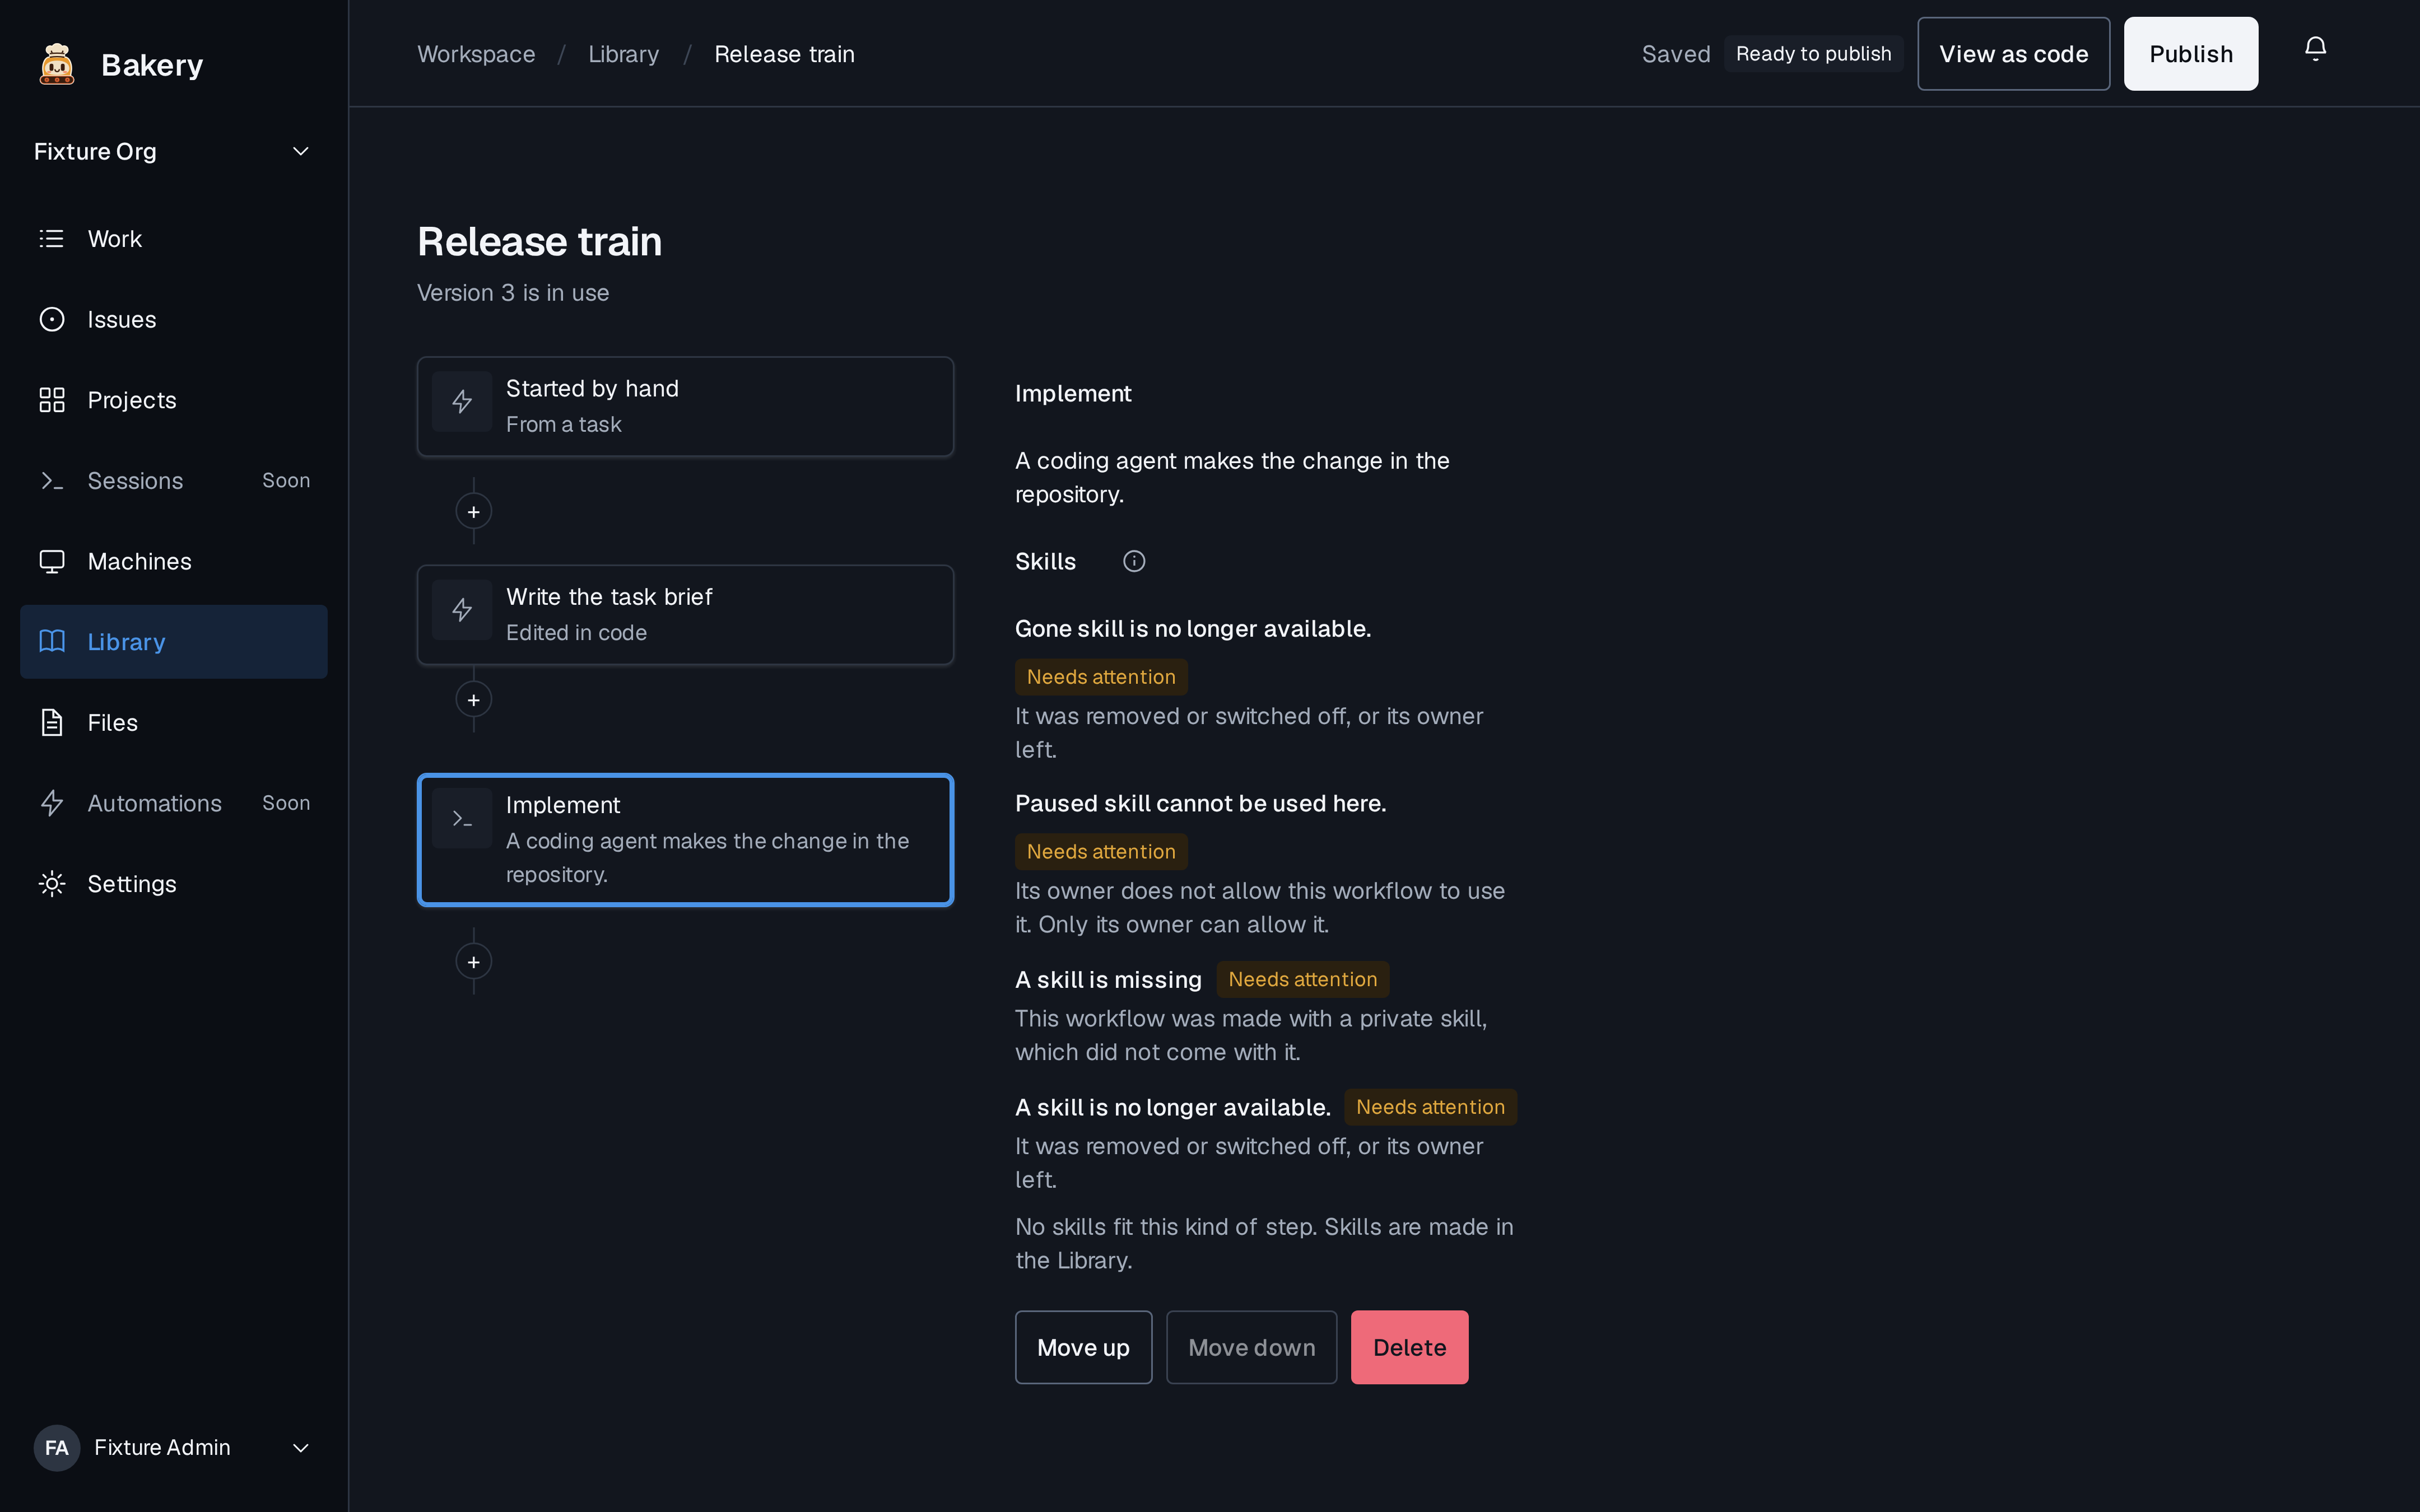 Bakery
Fixture Org
Work
Issues
Projects
Sessions Soon
Machines
Library
Files
Automations Soon
Settings
FA Fixture Admin
Workspace / Library / Release train
Saved Ready to publish View as code Publish
Release train
Version 3 is in use
Started by hand
From a task
+
Write the task brief
Edited in code
+
Implement
A coding agent makes the change in the
repository.
+
Implement
A coding agent makes the change in the
repository.
Skills
Gone skill is no longer available.
Needs attention
It was removed or switched off, or its owner
left.
Paused skill cannot be used here.
Needs attention
Its owner does not allow this workflow to use
it. Only its owner can allow it.
A skill is missing Needs attention
This workflow was made with a private skill,
which did not come with it.
A skill is no longer available. Needs attention
It was removed or switched off, or its owner
left.
No skills fit this kind of step. Skills are made in
the Library.
Move up Move down Delete